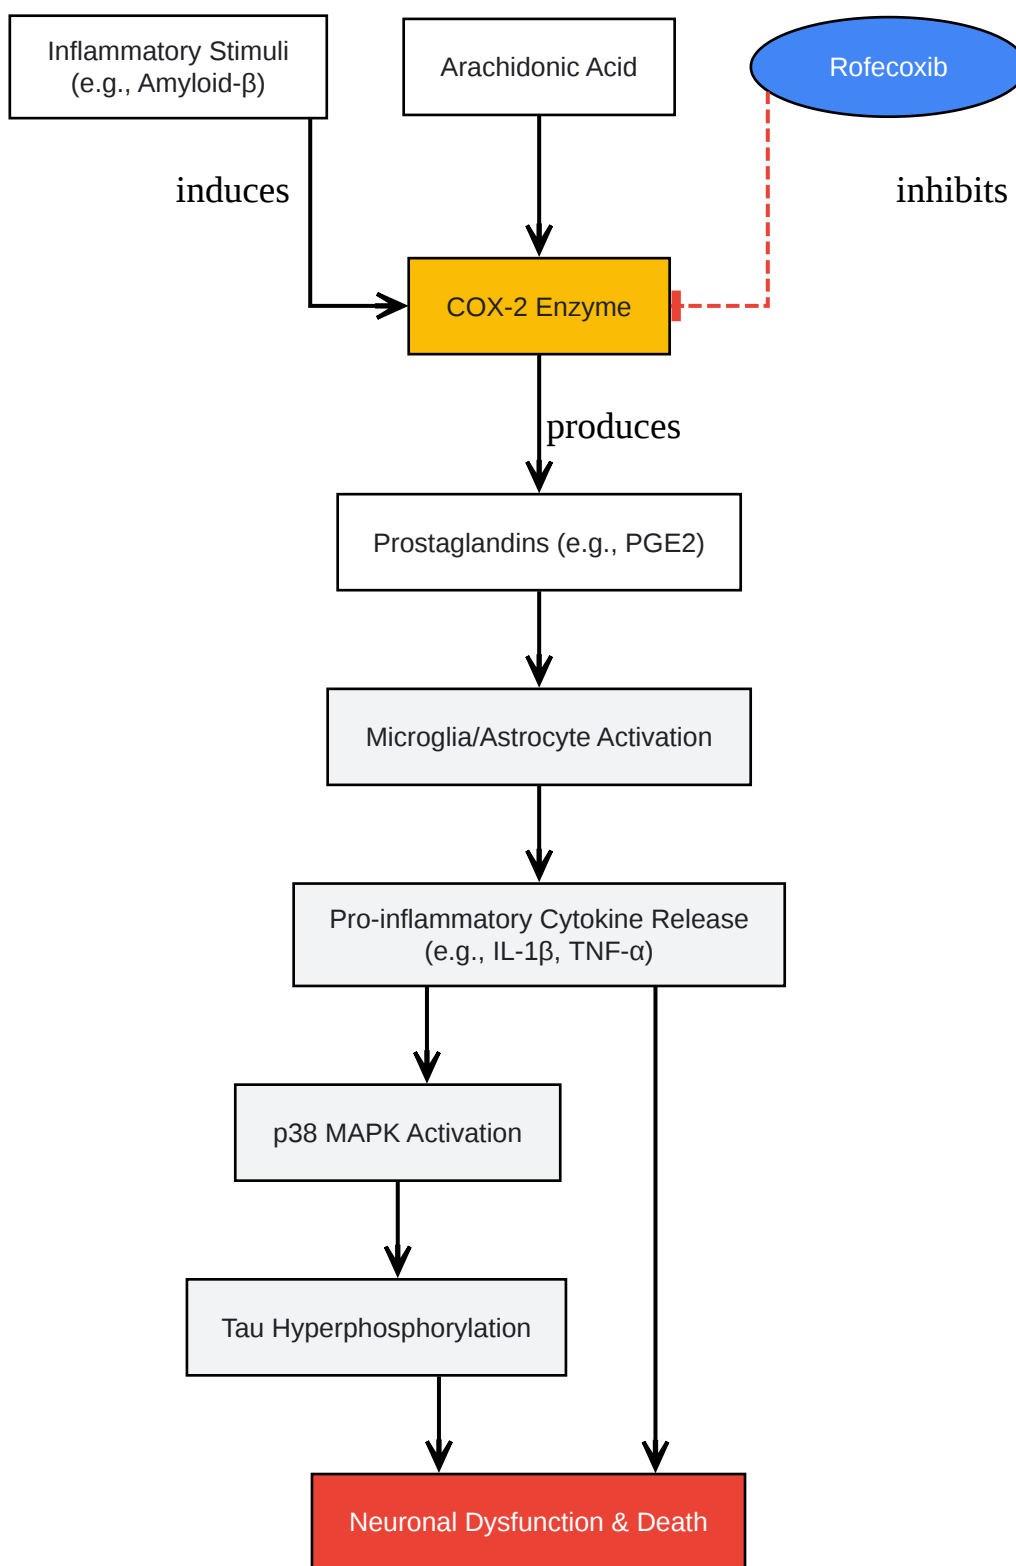 Inflammatory Stimuli
(e.g., Amyloid-β)
Arachidonic Acid
Rofecoxib
induces
inhibits
COX-2 Enzyme
produces
Prostaglandins (e.g., PGE2)
Microglia/Astrocyte Activation
Pro-inflammatory Cytokine Release
(e.g., IL-1β, TNF-α)
p38 MAPK Activation
Tau Hyperphosphorylation
Neuronal Dysfunction & Death